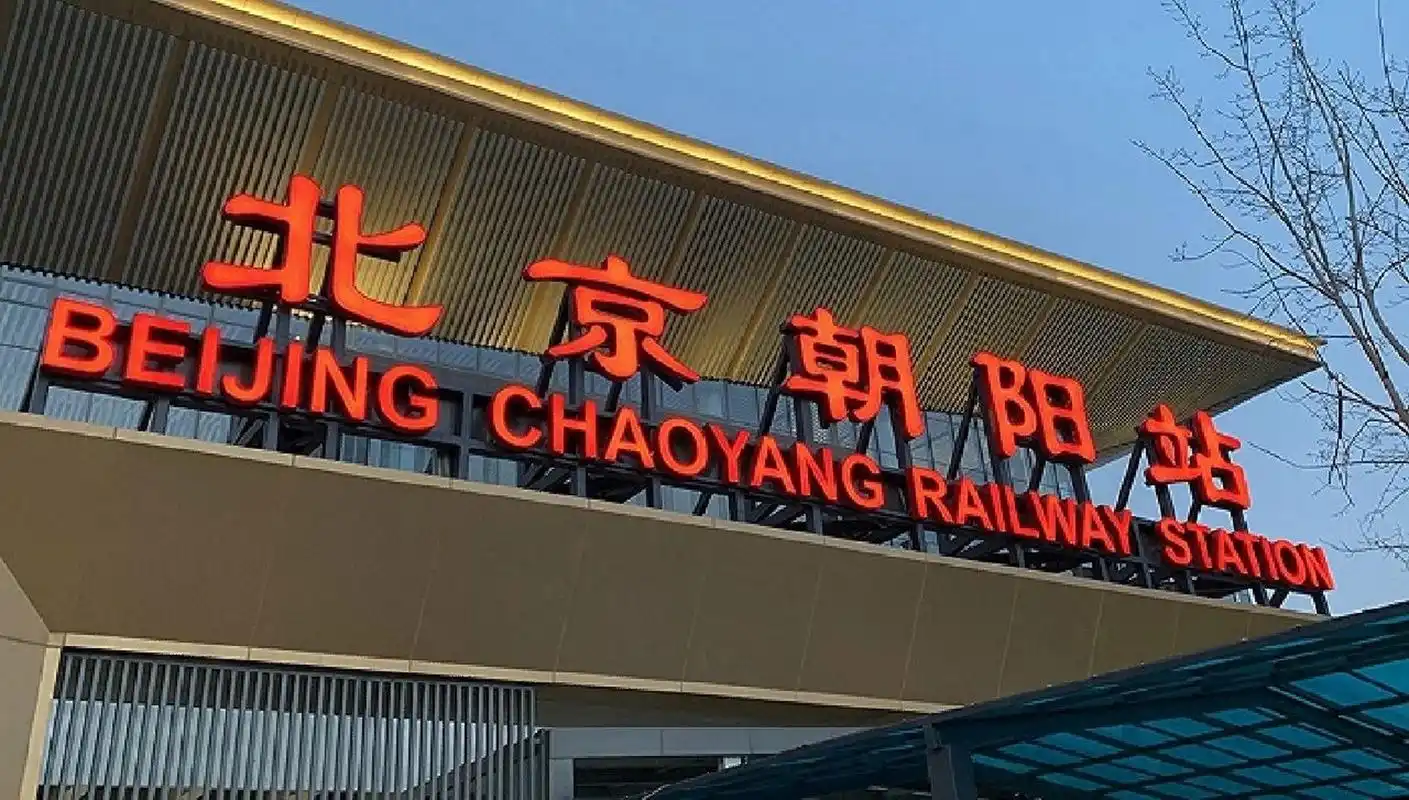 北京朝阳站
BEIJING CHAOYANG RAILWAY STATION